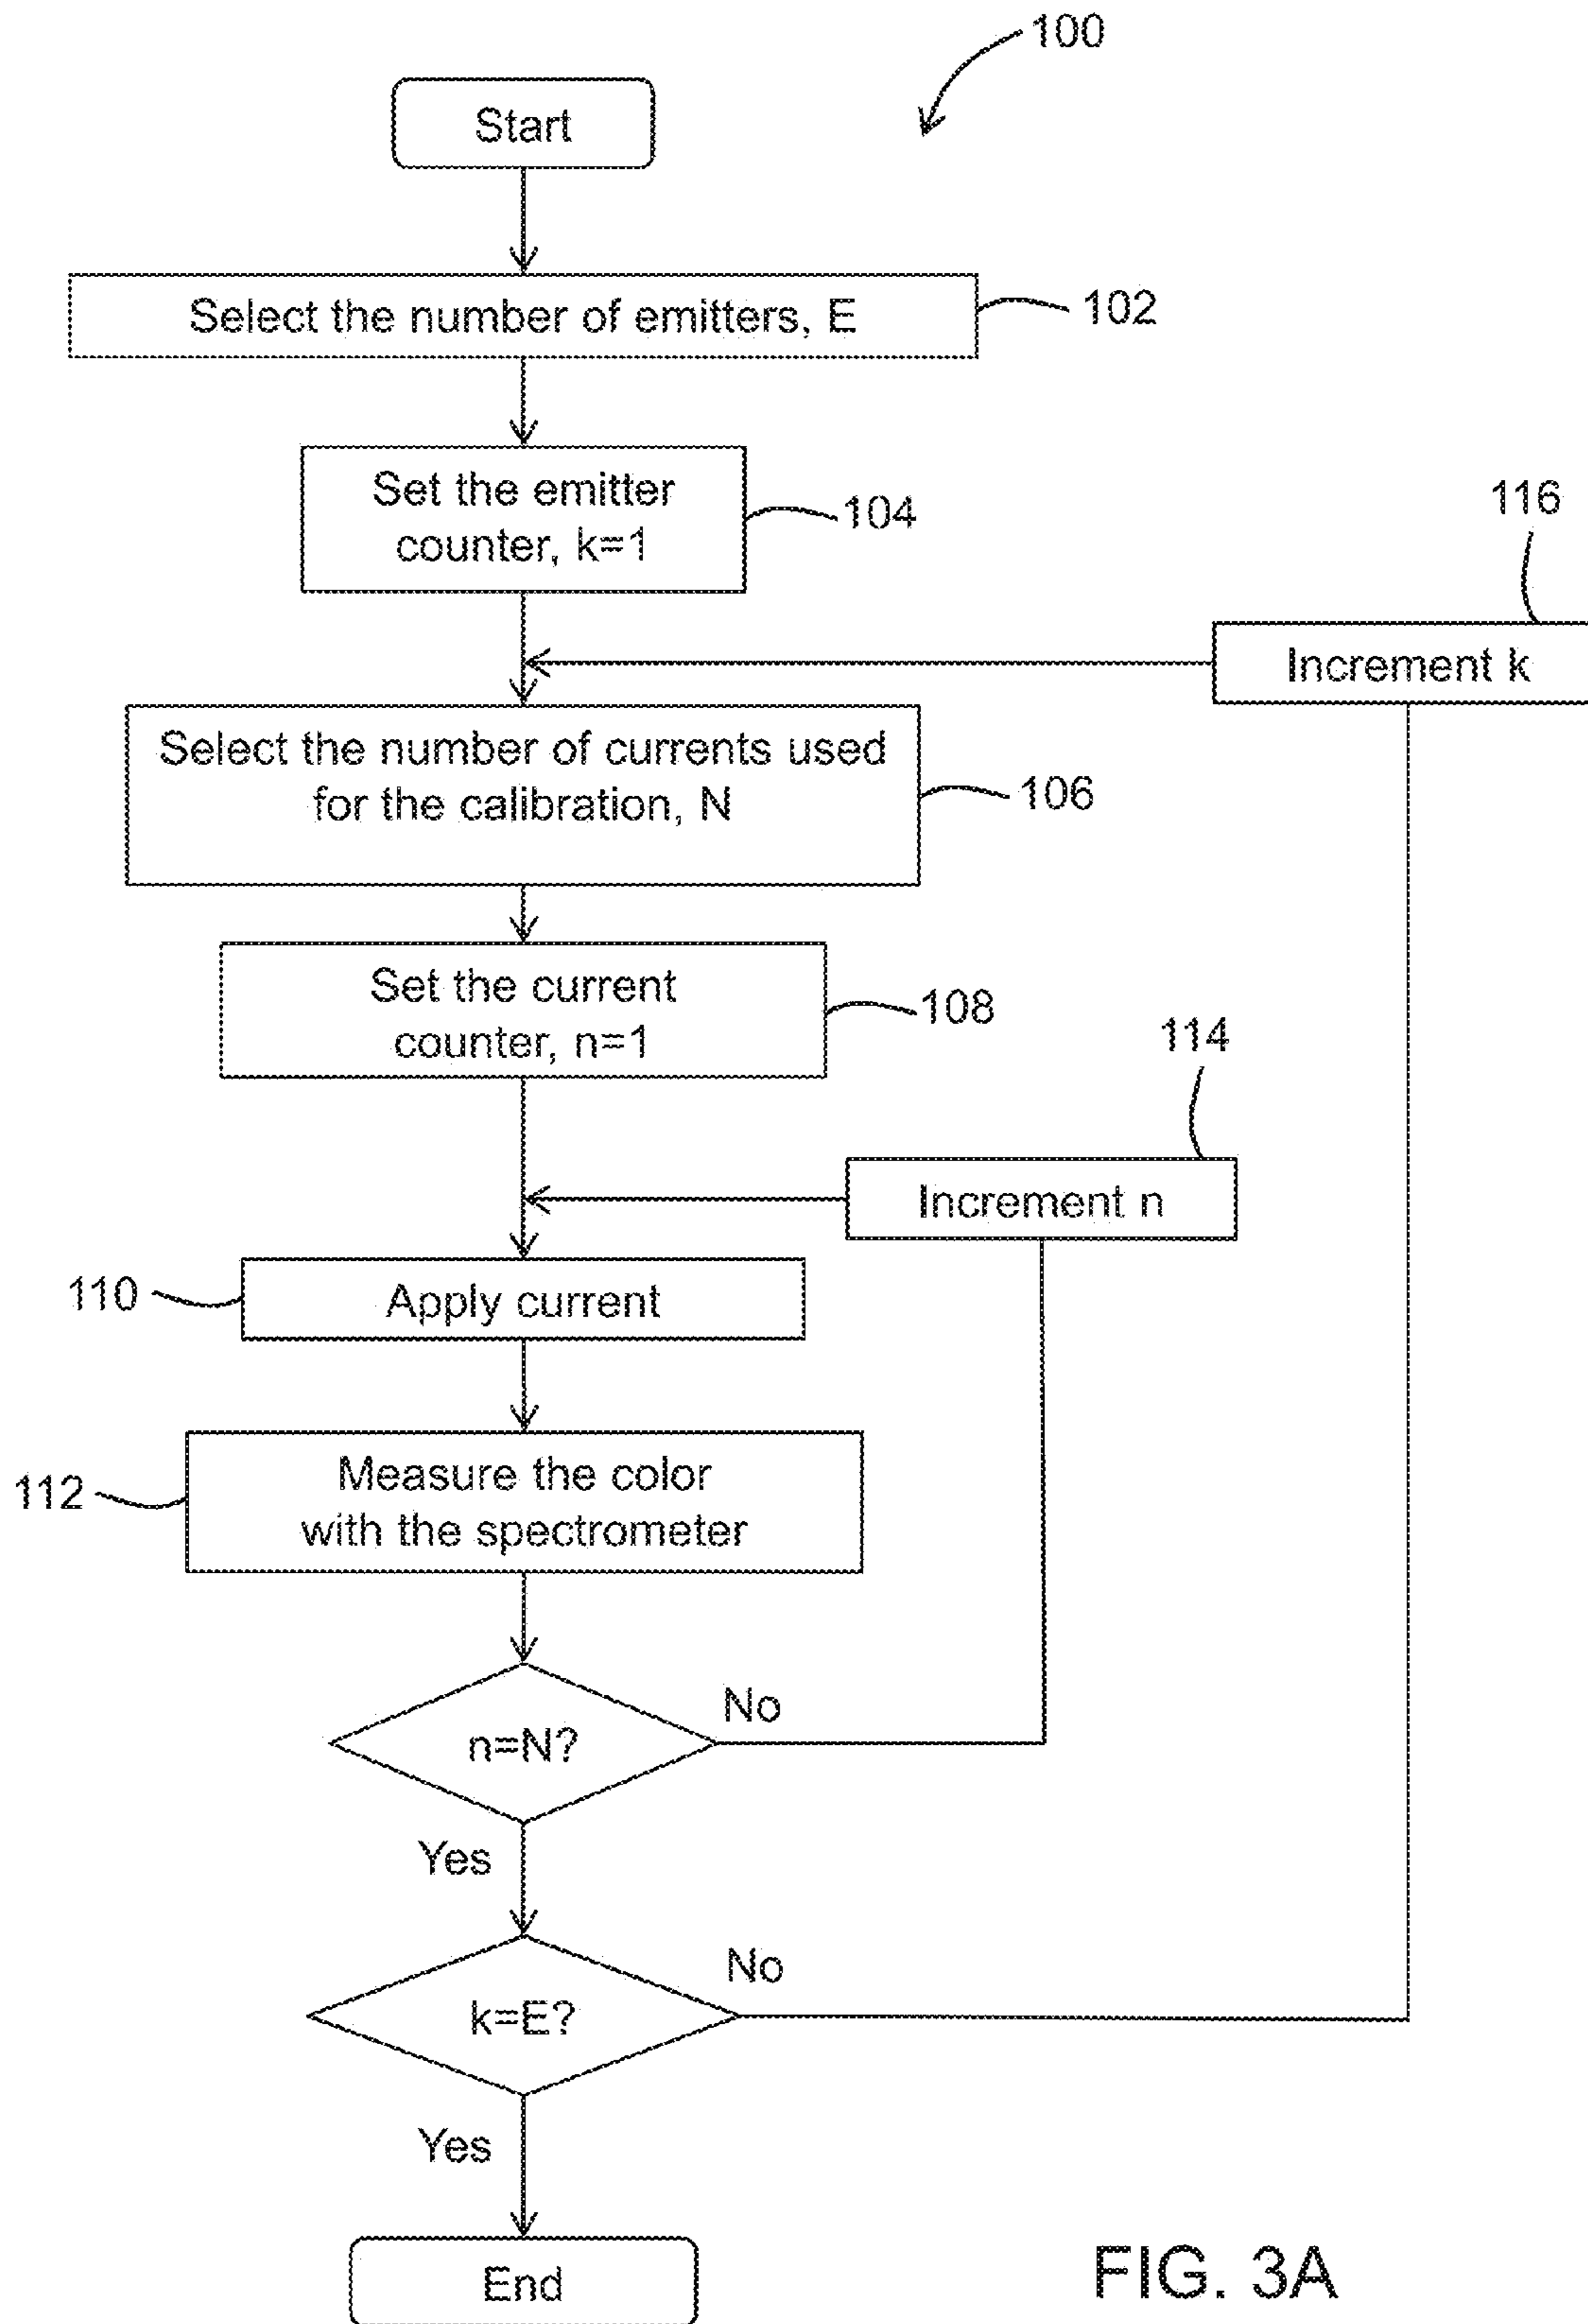 100
Start
Select the number of emitters, E
102
Set the emitter
counter, k=1
104
116
Increment k
Select the number of currents used
for the calibration, N
106
Set the current
counter, n=1
108
114
Increment n
110
Apply current
112
Measure the color
with the spectrometer
n=N?
No
Yes
k=E?
No
Yes
End
FIG. 3A